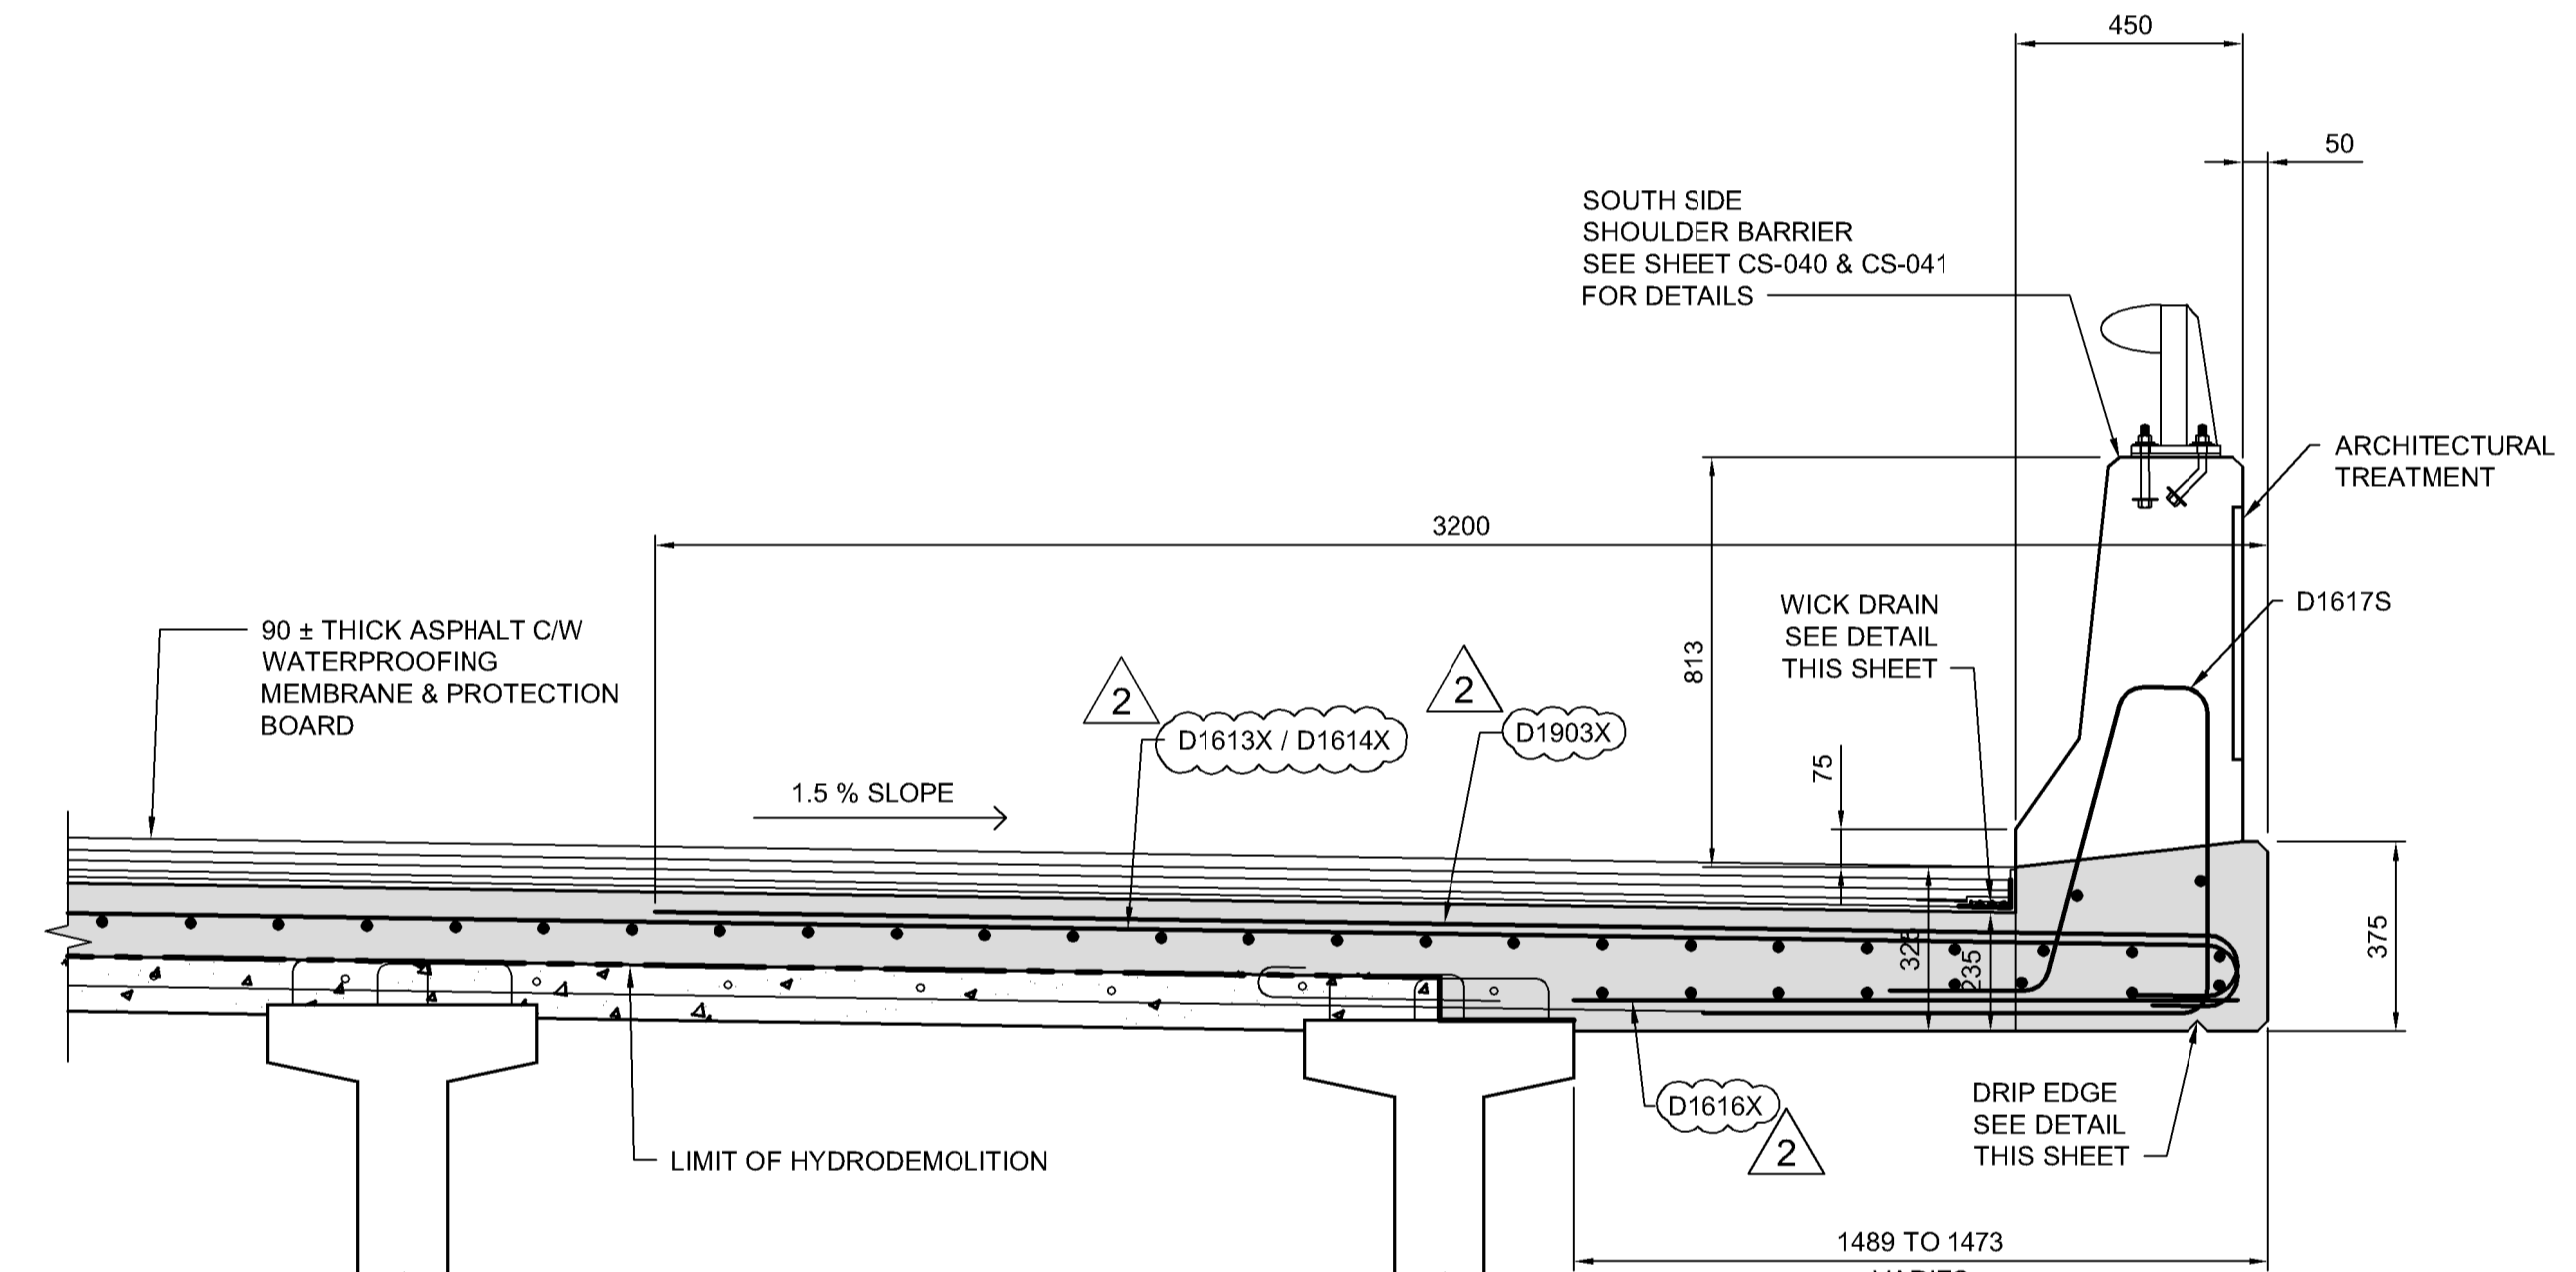 450
50
SOUTH SIDE
SHOULDER BARRIER
SEE SHEET CS-040 & CS-041
FOR DETAILS
ARCHITECTURAL
TREATMENT
3200
D1617S
WICK DRAIN
SEE DETAIL
THIS SHEET
90 ± THICK ASPHALT C/W
WATERPROOFING
MEMBRANE & PROTECTION
BOARD
813
2
D1613X / D1614X
2
D1903X
75
1.5 % SLOPE
375
325
235
D1616X
2
DRIP EDGE
SEE DETAIL
THIS SHEET
LIMIT OF HYDRODEMOLITION
1489 TO 1473